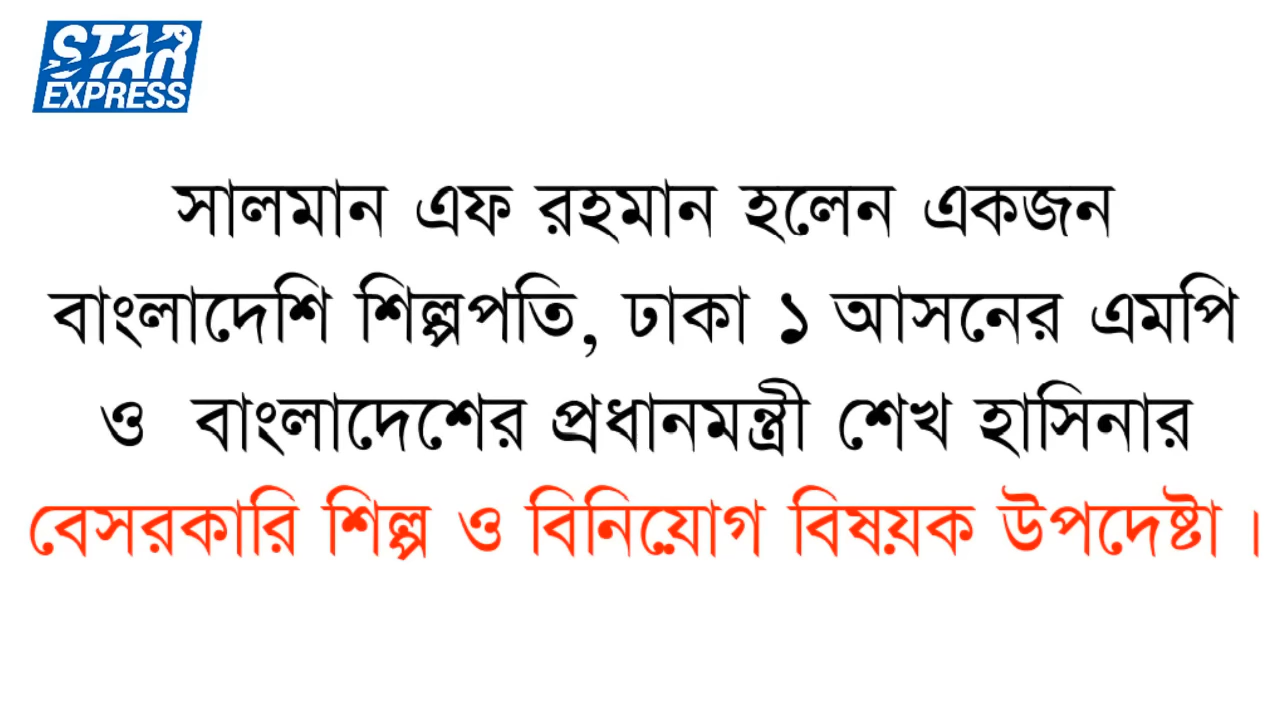 STAR
EXPRESS
সালমান এফ রহমান হলেন একজন
বাংলাদেশি শিল্পপতি, ঢাকা ১ আসনের এমপি
ও বাংলাদেশের প্রধানমন্ত্রী শেখ হাসিনার
বেসরকারি শিল্প ও বিনিয়োগ বিষয়ক উপদেষ্টা ।